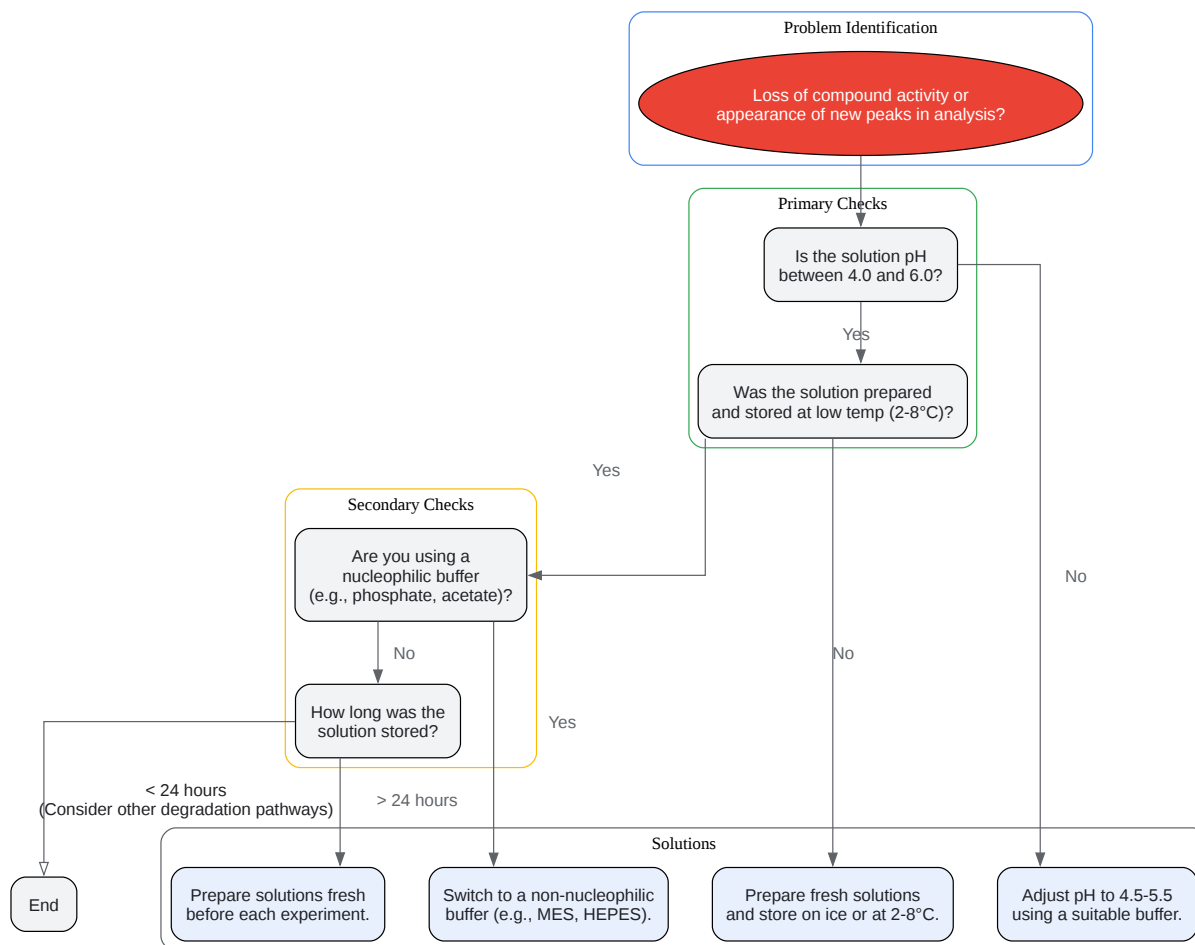 Problem Identification
Loss of compound activity or
appearance of new peaks in analysis?
Primary Checks
Is the solution pH
between 4.0 and 6.0?
Yes
Was the solution prepared
and stored at low temp (2-8°C)?
Yes
Secondary Checks
Are you using a
nucleophilic buffer
(e.g., phosphate, acetate)?
No
No
No
How long was the
solution stored?
Yes
< 24 hours
(Consider other degradation pathways)
> 24 hours
Solutions
End
Prepare solutions fresh
before each experiment.
Switch to a non-nucleophilic
buffer (e.g., MES, HEPES).
Prepare fresh solutions
and store on ice or at 2-8°C.
Adjust pH to 4.5-5.5
using a suitable buffer.